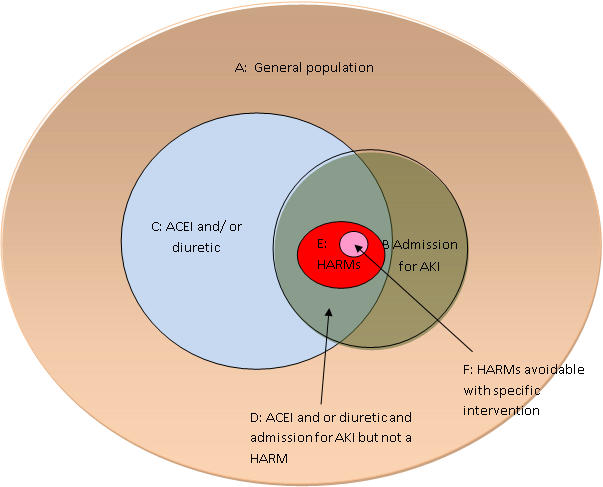 A: General population
C: ACEI and/ or
diuretic
E:
HARMs
B Admission
for AKI
F: HARMs avoidable
with specific
intervention
D: ACEI and or diuretic and
admission for AKI but not a
HARM